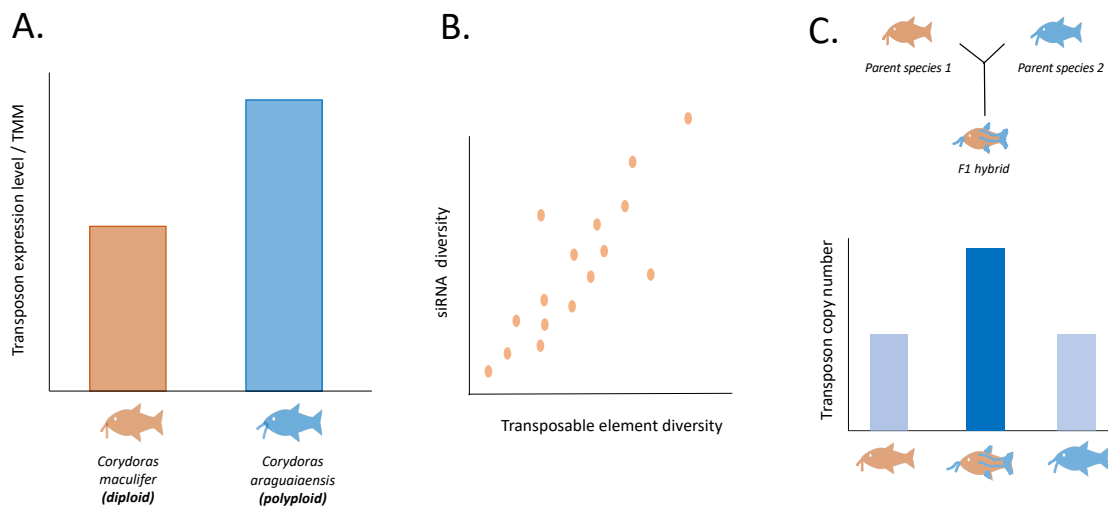 A.
Transposon expression level / TMM
Corydoras
maculifer
(diploid)
Corydoras
araguaiaensis
(polyploid)
B.
siRNA diversity
Transposable element diversity
C.
Parent species 1
Parent species 2
F1 hybrid
Transposon copy number